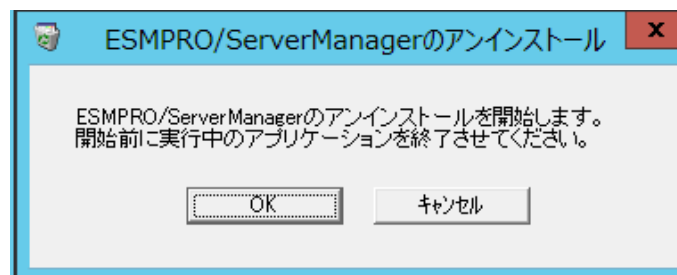 ESMPRO/ServerManagerのアンインストール
x
ESMPRO/ServerManagerのアンインストールを開始します。
開始前に実行中のアプリケーションを終了させてください。
OK
キャンセル